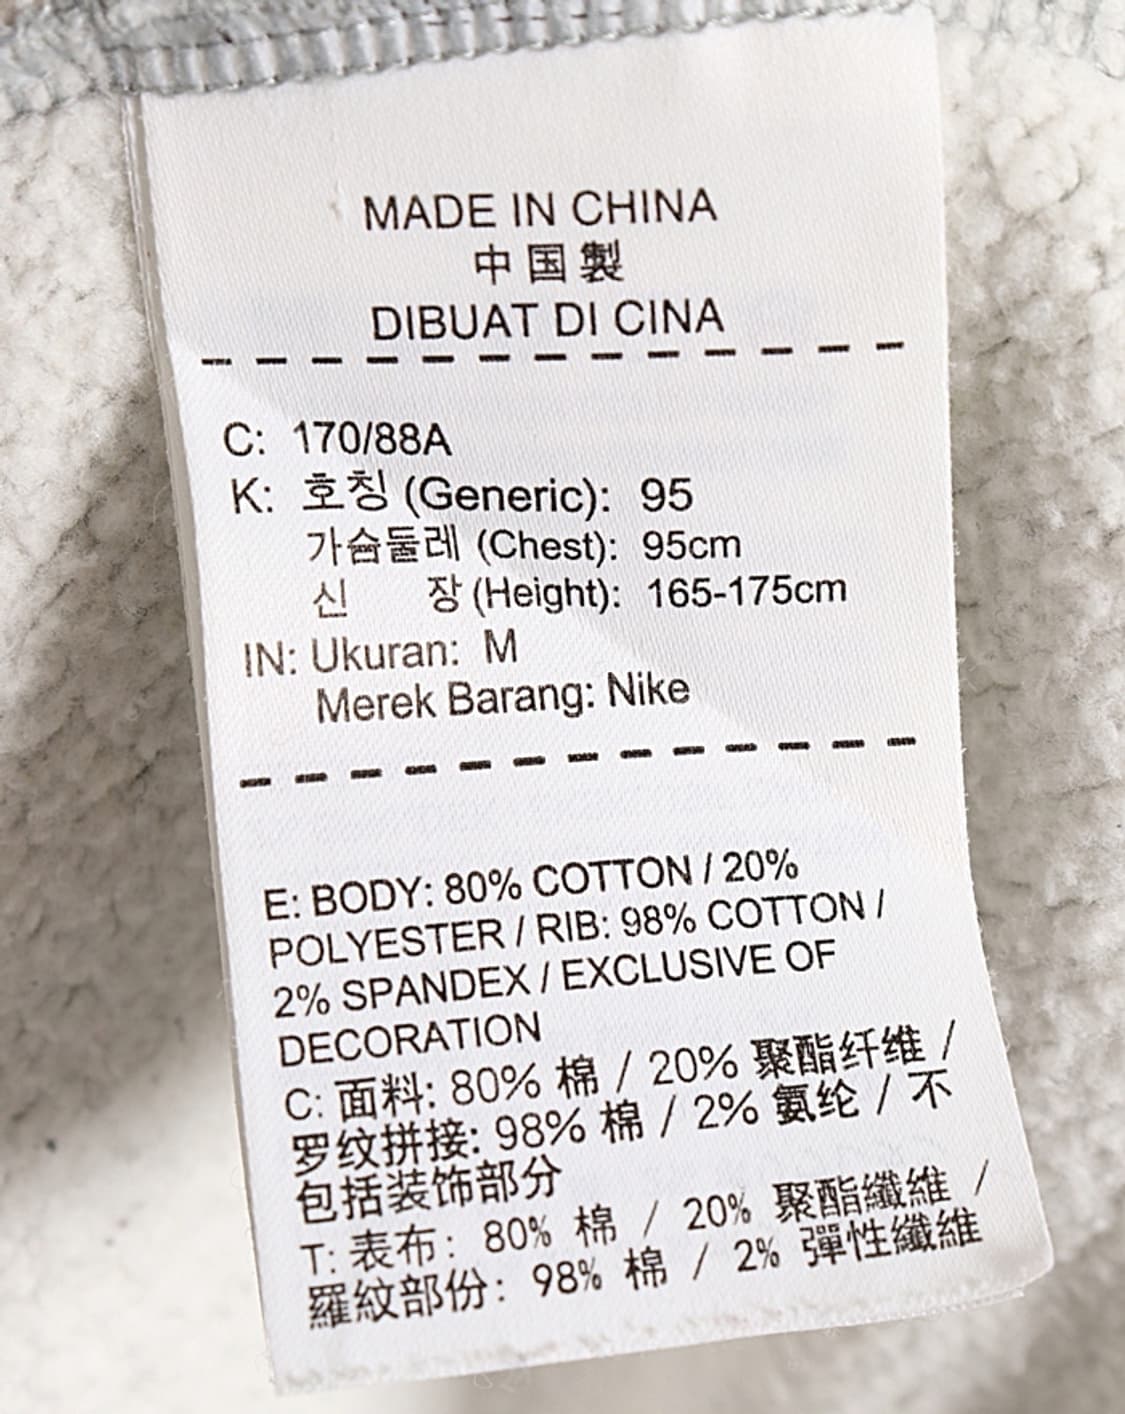 MADE IN CHINA
中国製
DIBUAT DI CINA
C: 170/88A
K: 호칭 (Generic): 95
가슴둘레 (Chest): 95cm
신 장 (Height): 165-175cm
IN: Ukuran: M
Merek Barang: Nike
E: BODY: 80% COTTON / 20%
POLYESTER / RIB: 98% COTTON /
2% SPANDEX / EXCLUSIVE OF
DECORATION
C: 面料: 80% 棉 / 20% 聚酯纤维 /
罗纹拼接: 98% 棉 / 2% 氨纶 / 不
包括装饰部分
T: 表布: 80% 棉 / 20% 聚酯纖維 /
羅紋部份: 98% 棉 / 2% 彈性纖維